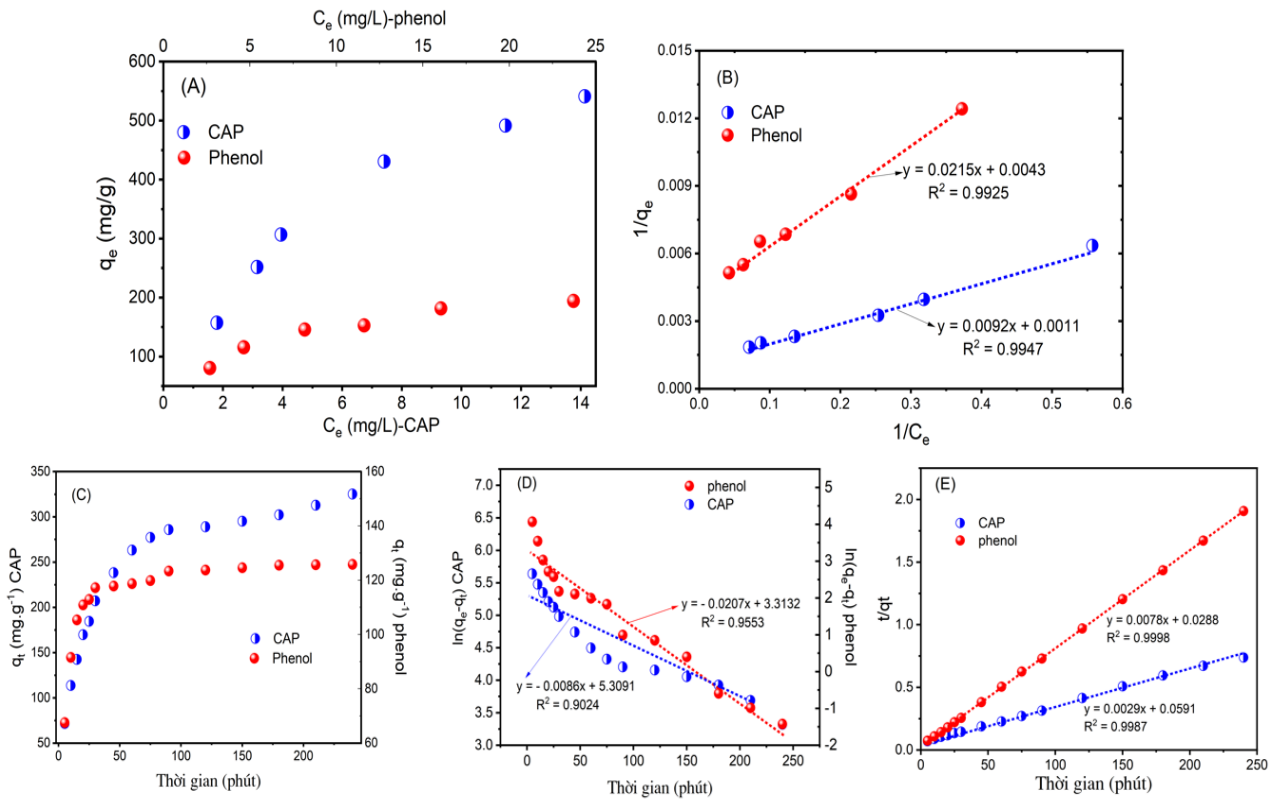 Cₑ (mg/L)-phenol
0 5 10 15 20 25
600
500
400
300
200
100
qₑ (mg/g)
(A)
CAP
Phenol
0 2 4 6 8 10 12 14
Cₑ (mg/L)-CAP
0.015
0.012
0.009
0.006
0.003
0.000
1/qₑ
(B)
CAP
Phenol
y = 0.0215x + 0.0043
R² = 0.9925
y = 0.0092x + 0.0011
R² = 0.9947
0.0 0.1 0.2 0.3 0.4 0.5 0.6
1/Cₑ
350
300
250
200
150
100
50
qₜ (mg.g⁻¹) CAP
(C)
CAP
Phenol
160
140
120
100
80
60
qₜ (mg.g⁻¹) phenol
0 50 100 150 200
Thời gian (phút)
7.0
6.5
6.0
5.5
5.0
4.5
4.0
3.5
3.0
ln(qₑ-qₜ) CAP
(D)
phenol
CAP
y = - 0.0207x + 3.3132
R² = 0.9553
y = - 0.0086x + 5.3091
R² = 0.9024
5
4
3
2
1
0
-1
-2
ln(qₑ-qₜ) phenol
0 50 100 150 200 250
Thời gian (phút)
2.0
1.5
1.0
0.5
0.0
t/qt
(E)
CAP
phenol
y = 0.0078x + 0.0288
R² = 0.9998
y = 0.0029x + 0.0591
R² = 0.9987
0 50 100 150 200 250
Thời gian (phút)